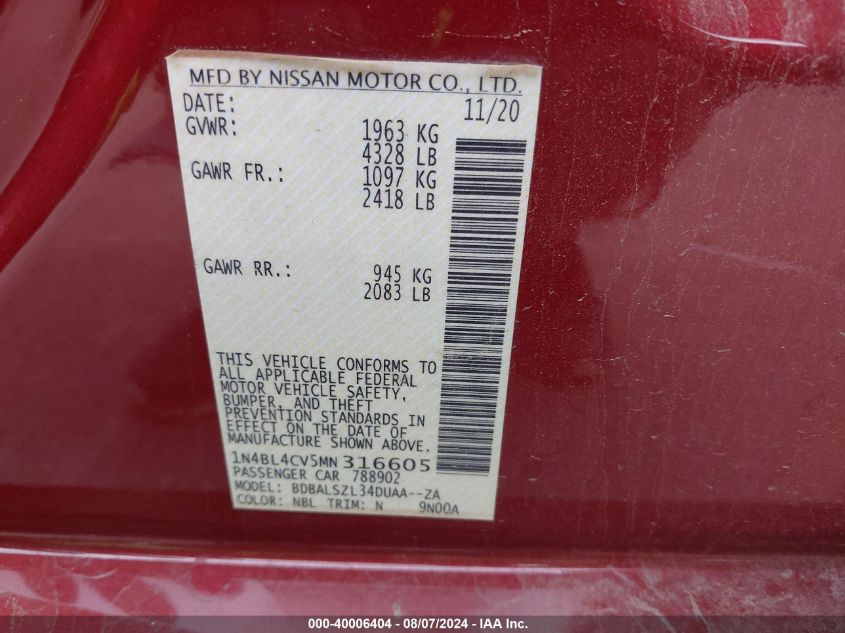 MFD BY NISSAN MOTOR CO., LTD.
DATE: 11/20
GVWR: 1963 KG
4328 LB
GAWR FR.: 1097 KG
2418 LB
GAWR RR.: 945 KG
2083 LB
THIS VEHICLE CONFORMS TO
ALL APPLICABLE FEDERAL
MOTOR VEHICLE SAFETY,
BUMPER, AND THEFT
PREVENTION STANDARDS IN
EFFECT ON THE DATE OF
MANUFACTURE SHOWN ABOVE.
1N4BL4CV5MN316605
PASSENGER CAR 788902
MODEL: BDBALSZL34DUAA--ZA
COLOR: NBL TRIM: N 9N00A
000-40006404 - 08/07/2024 - IAA Inc.